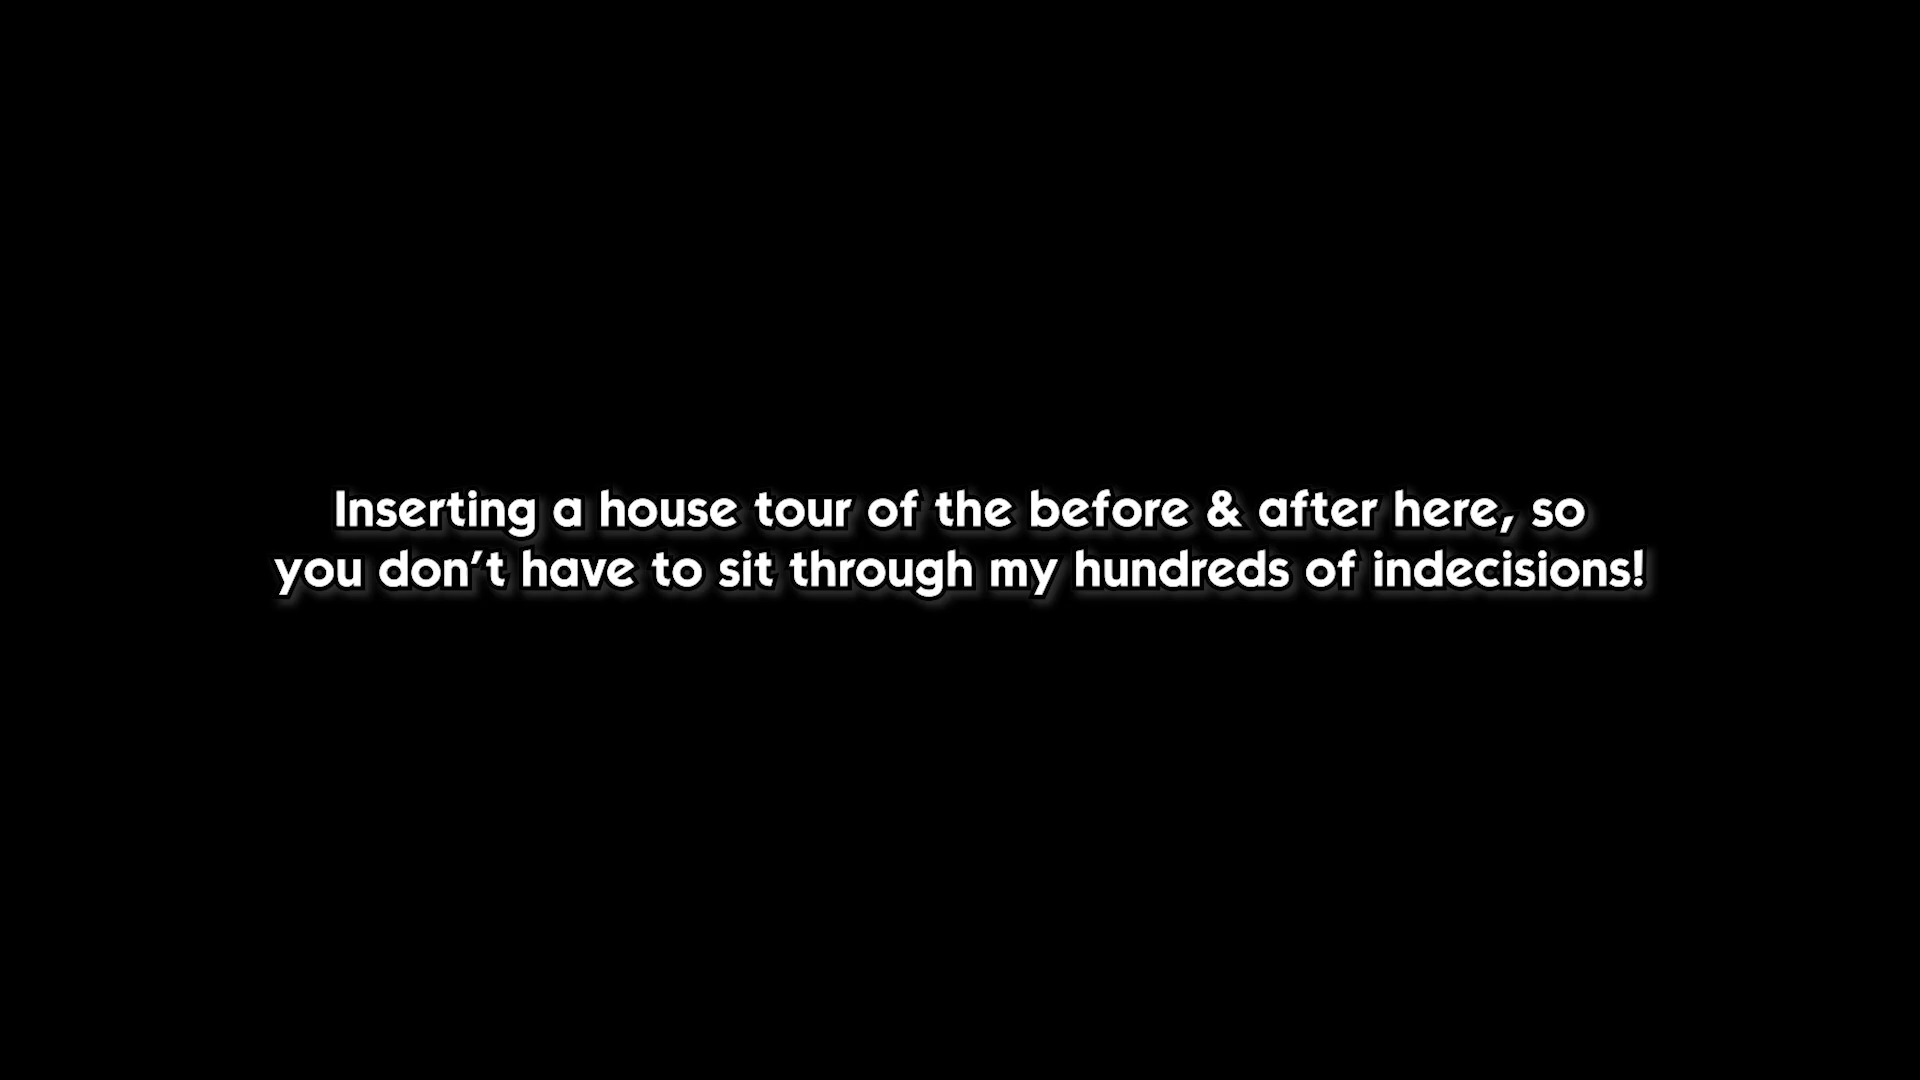 Inserting a house tour of the before & after here, so
you don’t have to sit through my hundreds of indecisions!